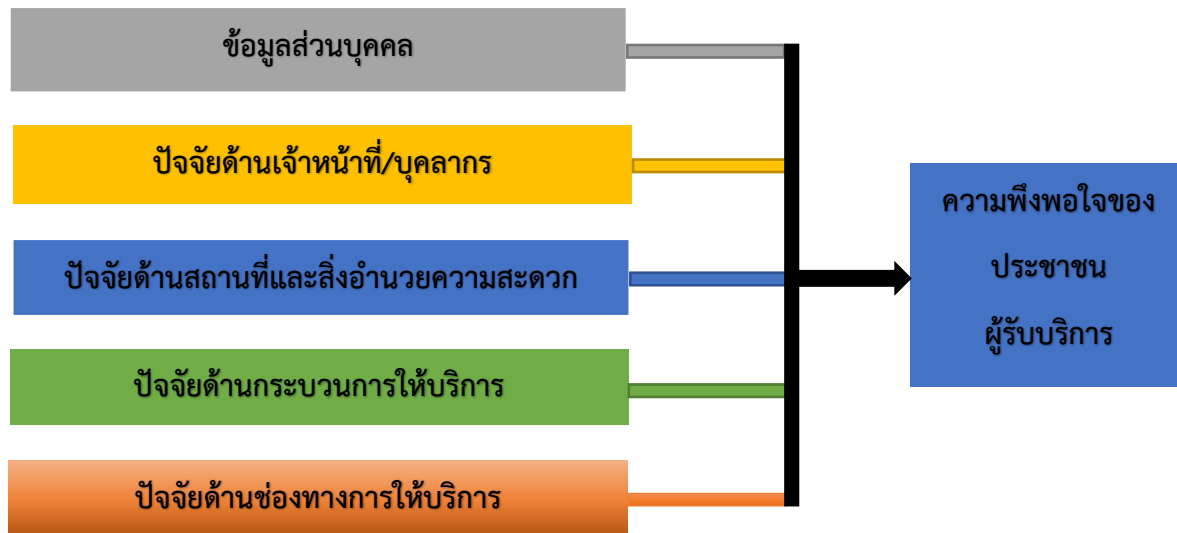 ข้อมูลส่วนบุคคล
ปัจจัยด้านเจ้าหน้าที่/บุคลากร
ปัจจัยด้านสถานที่และสิ่งอำนวยความสะดวก
ปัจจัยด้านกระบวนการให้บริการ
ปัจจัยด้านช่องทางการให้บริการ
ความพึงพอใจของ
ประชาชน
ผู้รับบริการ